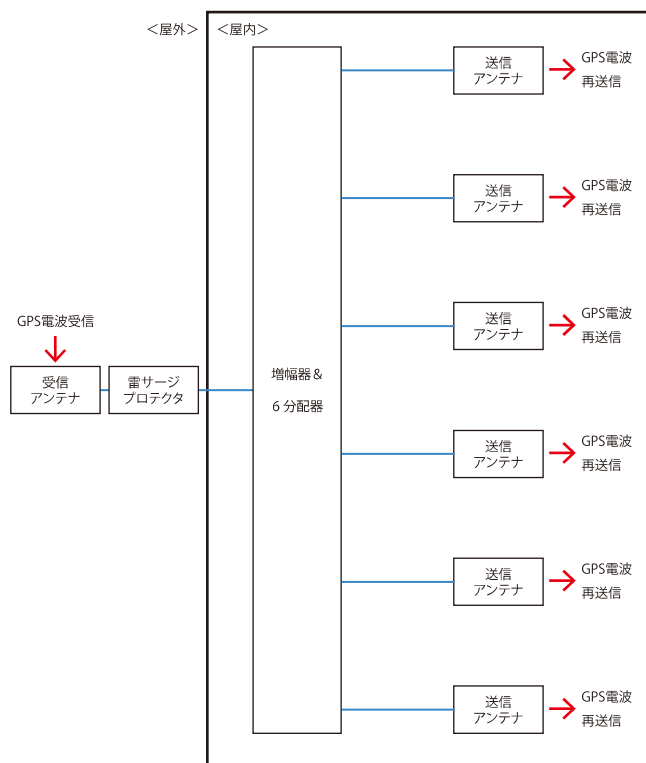 ＜屋外＞
＜屋内＞
送信
アンテナ
GPS電波
再送信
送信
アンテナ
GPS電波
再送信
送信
アンテナ
GPS電波
再送信
GPS電波受信
受信
アンテナ
雷サージ
プロテクタ
増幅器＆
6 分配器
送信
アンテナ
GPS電波
再送信
送信
アンテナ
GPS電波
再送信
送信
アンテナ
GPS電波
再送信